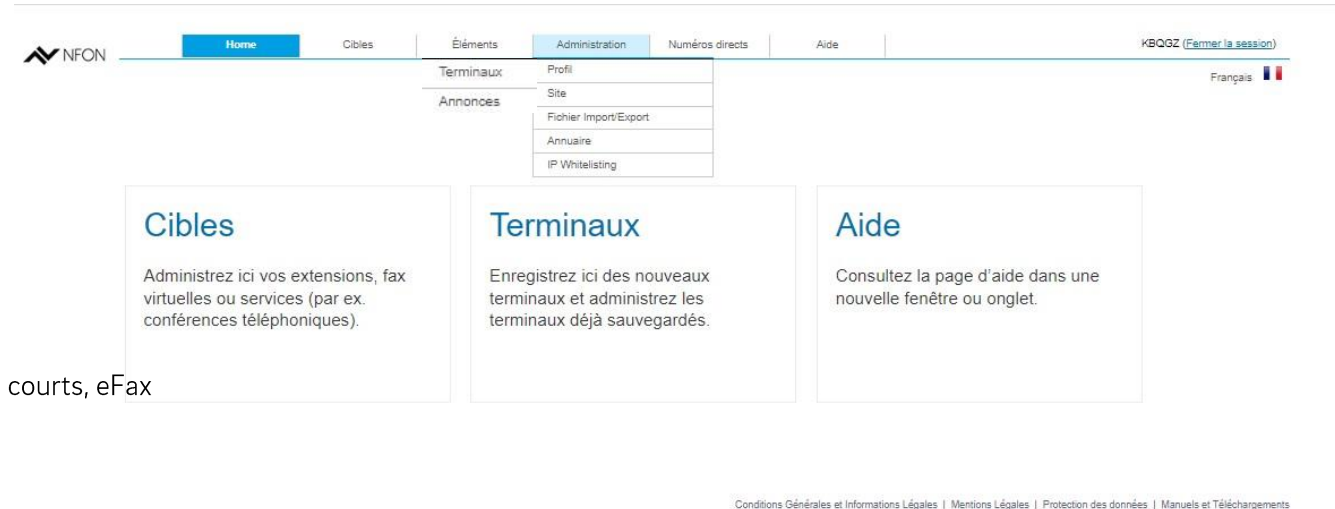 NFON
Home Cibles Éléments Administration Numéros directs Aide KBQGZ (Fermer la session)
Français
Terminaux
Annonces
Profil
Site
Fichier Import/Export
Annuaire
IP Whitelisting
Cibles
Administrez ici vos extensions, fax
virtuelles ou services (par ex.
conférences téléphoniques).
Terminaux
Enregistrez ici des nouveaux
terminaux et administrez les
terminaux déjà sauvegardés.
Aide
Consultez la page d'aide dans une
nouvelle fenêtre ou onglet.
courts, eFax
Conditions Générales et Informations Légales | Mentions Légales | Protection des données | Manuels et Téléchargements